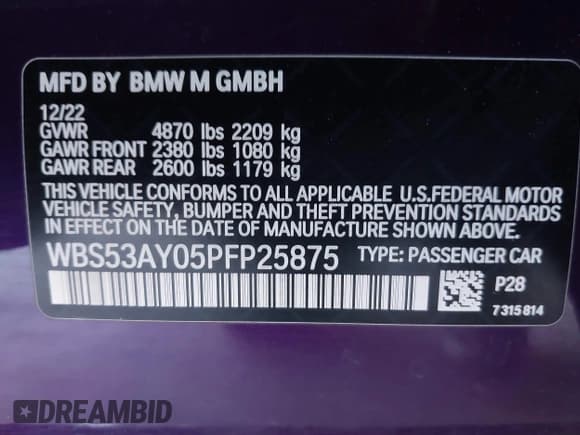 MFD BY BMW M GMBH
12/22
GVWR 4870 lbs 2209 kg
GAWR FRONT 2380 lbs 1080 kg
GAWR REAR 2600 lbs 1179 kg
THIS VEHICLE CONFORMS TO ALL APPLICABLE U.S.FEDERAL MOTOR
VEHICLE SAFETY, BUMPER AND THEFT PREVENTION STANDARDS
IN EFFECT ON THE DATE OF MANUFACTURE SHOWN ABOVE.
WBS53AY05PFP25875 TYPE: PASSENGER CAR
P28
7315814
DREAMBID